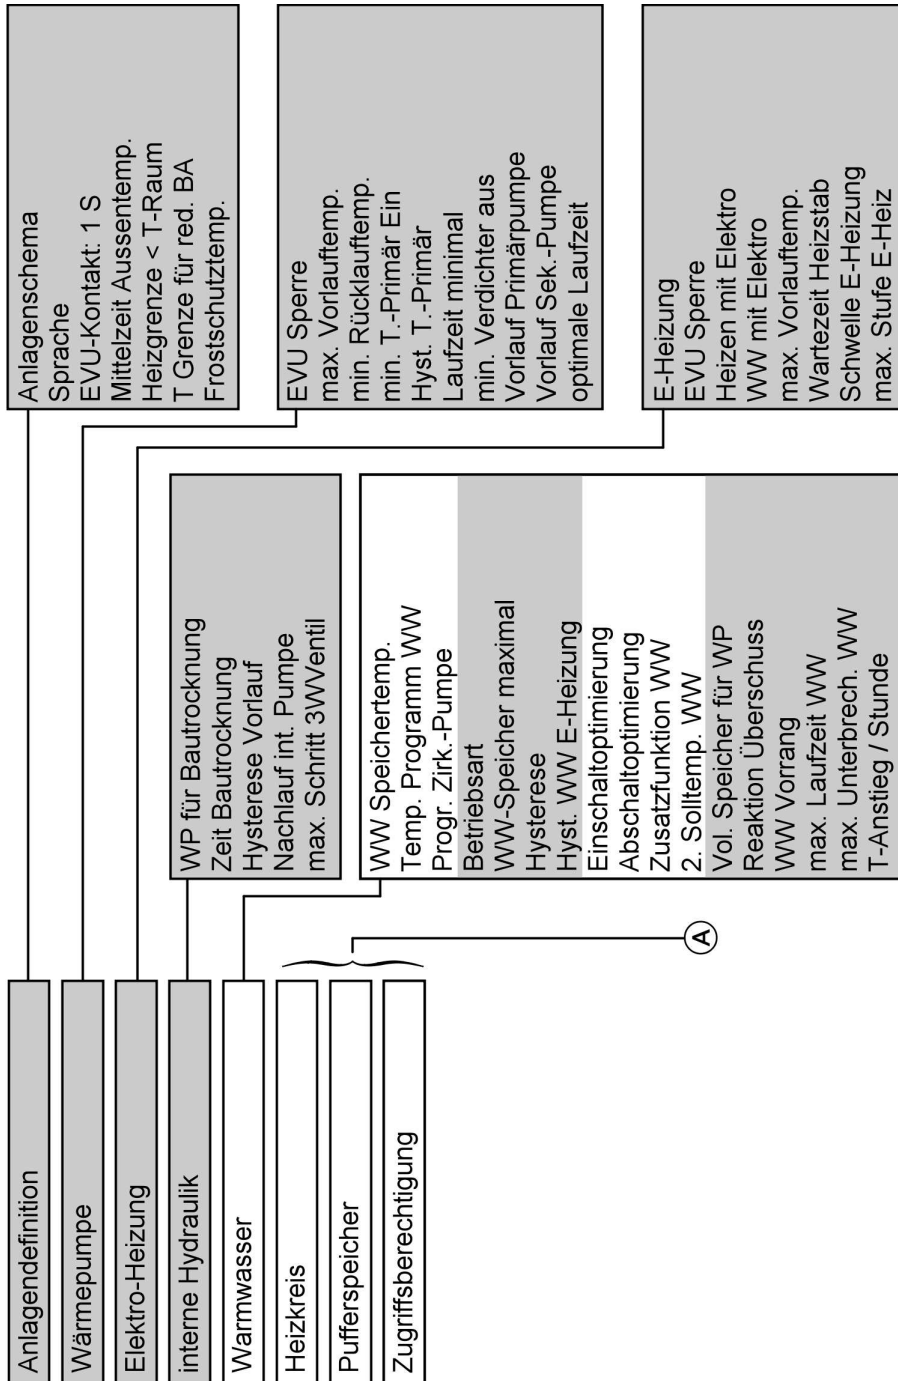 Anlagendefinition
Wärmepumpe
Elektro-Heizung
interne Hydraulik
Warmwasser
Heizkreis
Pufferspeicher
Zugriffsberechtigung
Anlagenschema
Sprache
EVU-Kontakt: 1 S
Mittelzeit Aussentemp.
Heizgrenze < T-Raum
T Grenze für red. BA
Frostschutztemp.
EVU Sperre
max. Vorlauftemp.
min. Rücklauftemp.
min. T.-Primär Ein
Hyst. T.-Primär
Laufzeit minimal
min. Verdichter aus
Vorlauf Primärpumpe
Vorlauf Sek.-Pumpe
optimale Laufzeit
E-Heizung
EVU Sperre
Heizen mit Elektro
WW mit Elektro
max. Vorlauftemp.
Wartezeit Heizstab
Schwelle E-Heizung
max. Stufe E-Heiz
WP für Bautrocknung
Zeit Bautrocknung
Hysterese Vorlauf
Nachlauf int. Pumpe
max. Schritt 3WVentil
WW Speichertemp.
Temp. Programm WW
Progr. Zirk.-Pumpe
Betriebsart
WW-Speicher maximal
Hysterese
Hyst. WW E-Heizung
Einschaltoptimierung
Abschaltoptimierung
Zusatzfunktion WW
2. Solltemp. WW
Vol. Speicher für WP
Reaktion Überschuss
WW Vorrang
max. Laufzeit WW
max. Unterbrech. WW
T-Anstieg / Stunde
A